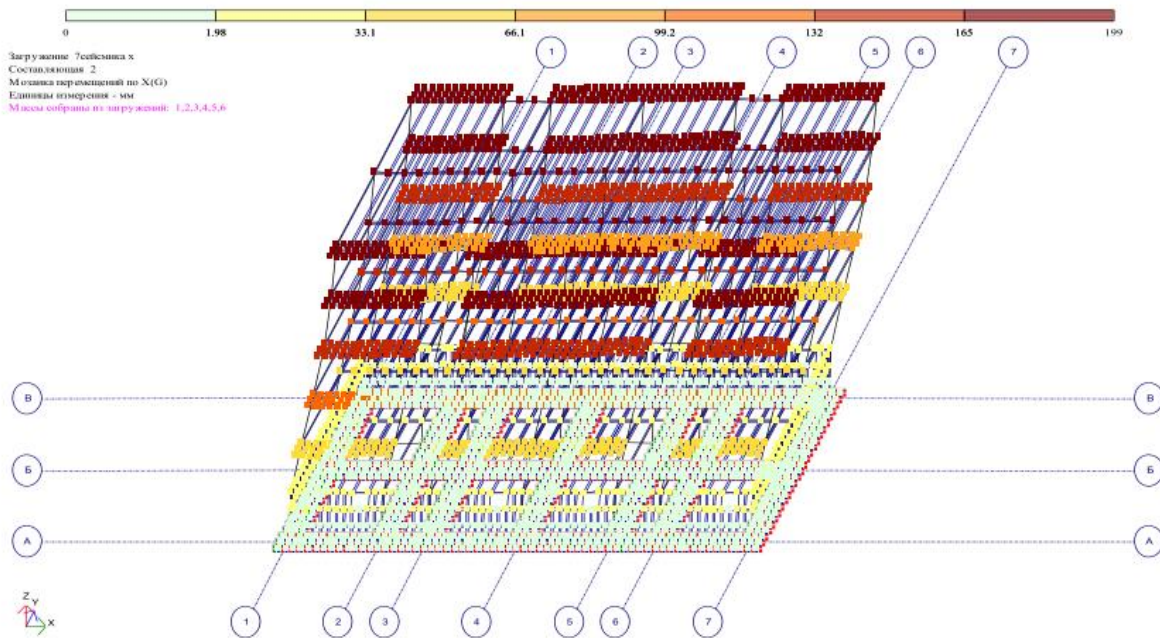 0 1.98 33.1 66.1 99.2 132 165 199
Загружение 7сейсмика x
Составляющая 2
Мозаика перемещений по X(G)
Единицы измерения - мм
Массы собраны из загружений: 1,2,3,4,5,6
1 2 3 4 5 6 7
В В
Б Б
А А
1 2 3 4 5 6 7
Z Y X